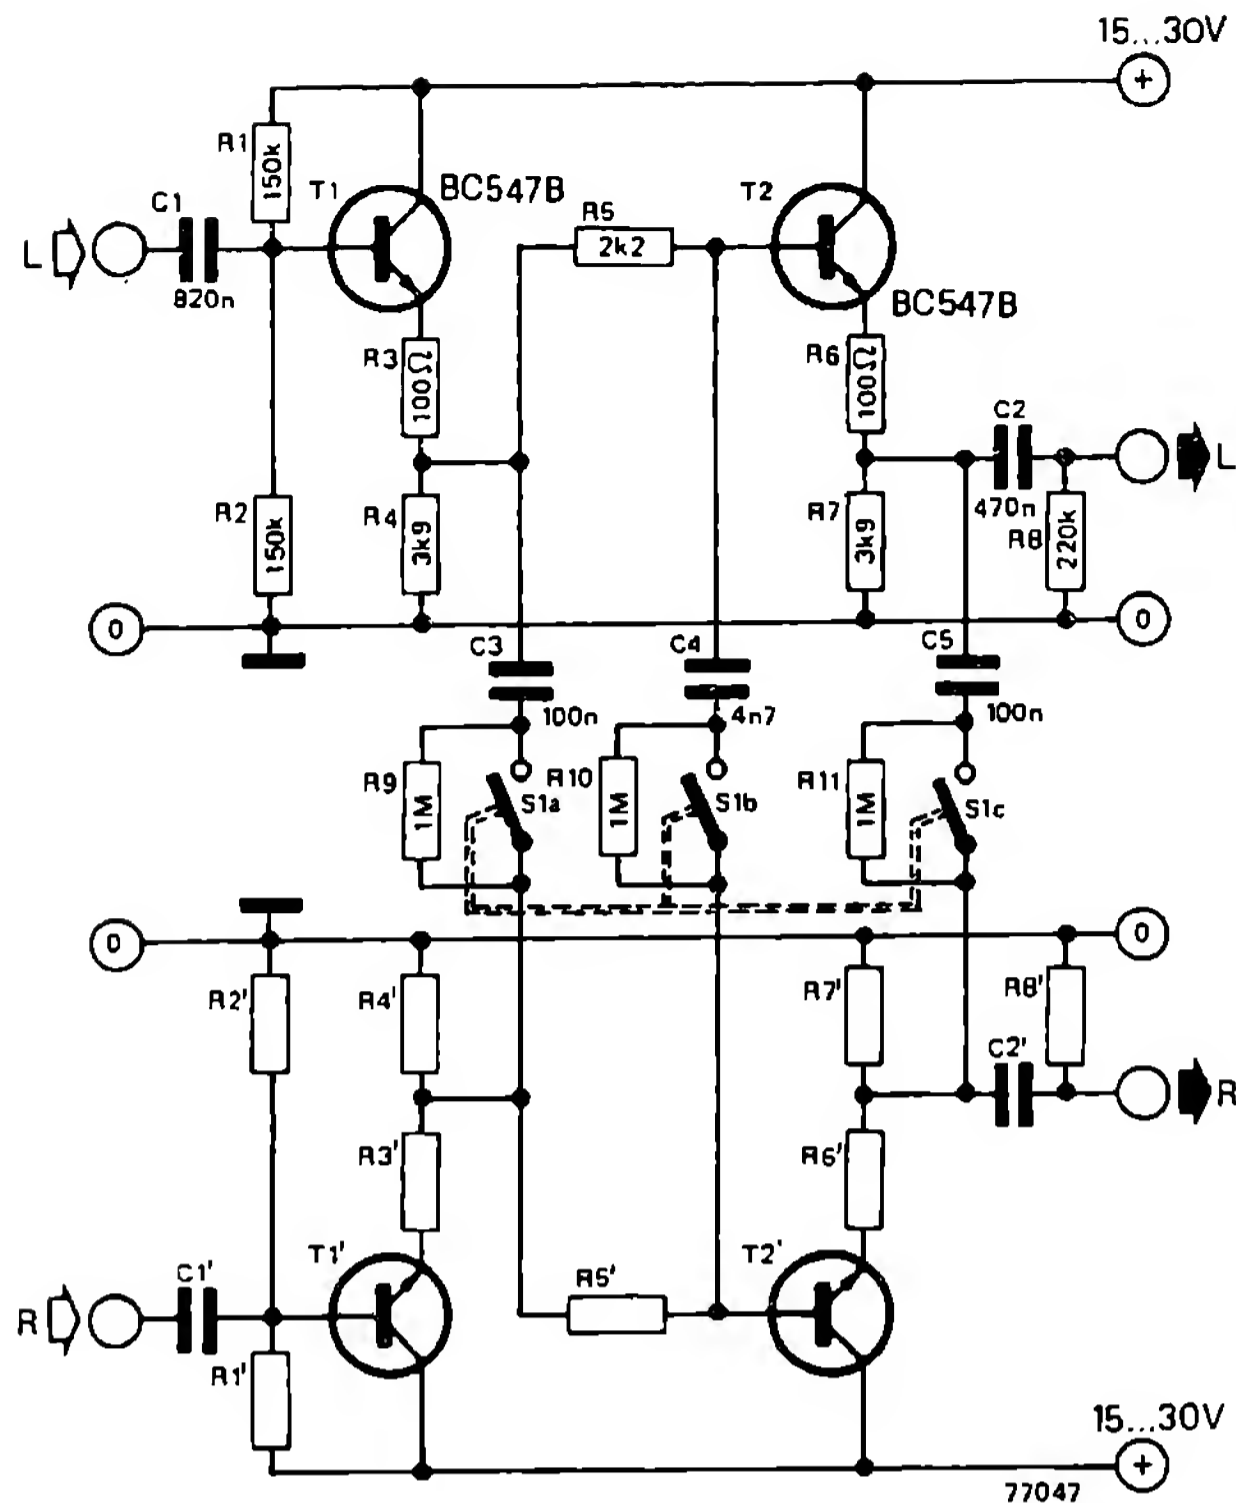 15...30V
+
R1
150k
T1
BC547B
T2
C1
R5
2k2
L
820n
BC547B
R3
100Ω
R6
100Ω
C2
L
R2
150k
R4
3k9
R7
3k9
470n
R8
220k
0
0
C3
C4
C5
100n
4n7
100n
R9
1M
S1a
R10
1M
S1b
R11
1M
S1c
0
0
R2'
R4'
R7'
R8'
C2'
R
R3'
R6'
T1'
T2'
C1'
R5'
R
R1'
15...30V
+
77047